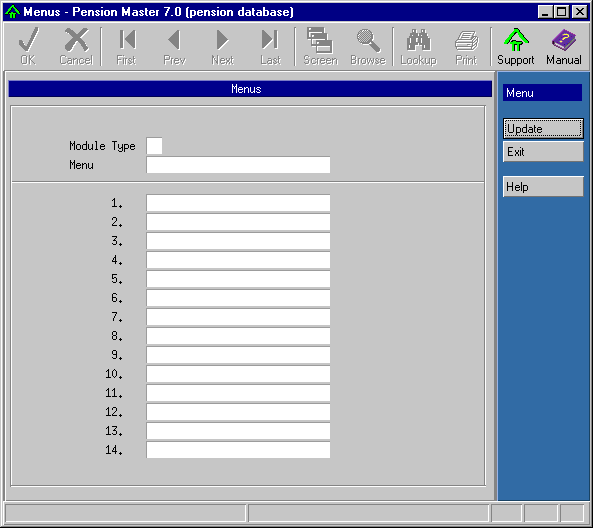 Menus - Pension Master 7.0 (pension database)
OK Cancel First Prev Next Last Screen Browse Lookup Print Support Manual
Menus
Menu
Module Type
Menu
Update
Exit
Help
1.
2.
3.
4.
5.
6.
7.
8.
9.
10.
11.
12.
13.
14.